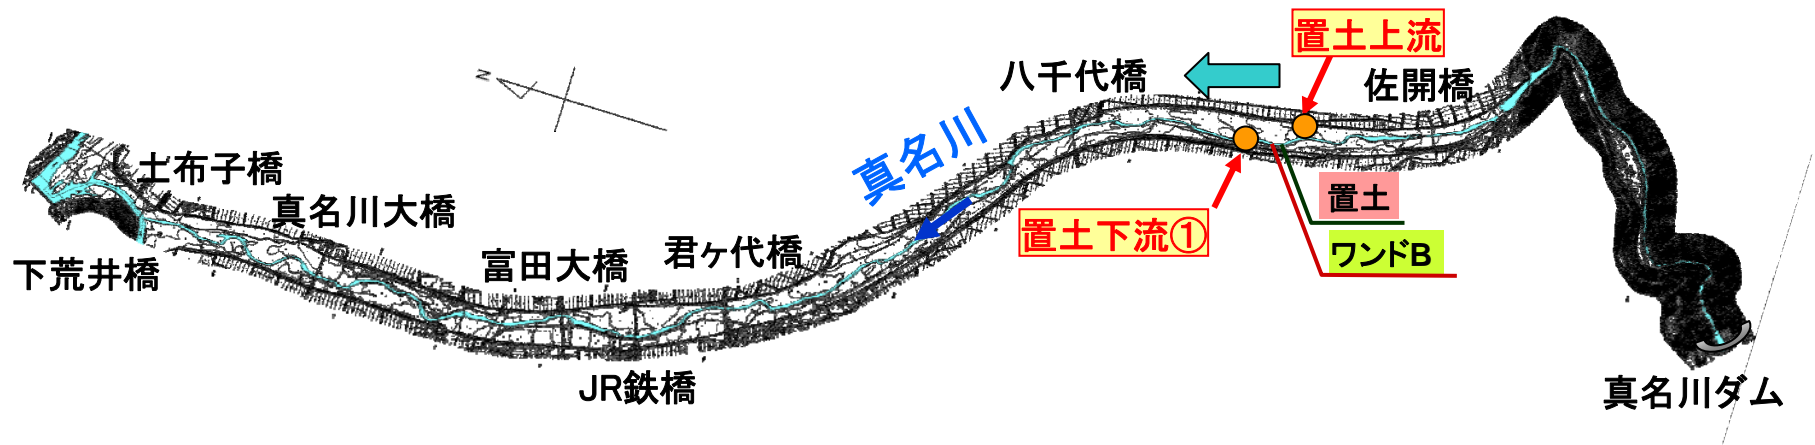 置土上流
八千代橋
佐開橋
N
真名川
土布子橋
真名川大橋
置土
置土下流①
ワンドB
君ヶ代橋
富田大橋
下荒井橋
JR鉄橋
真名川ダム